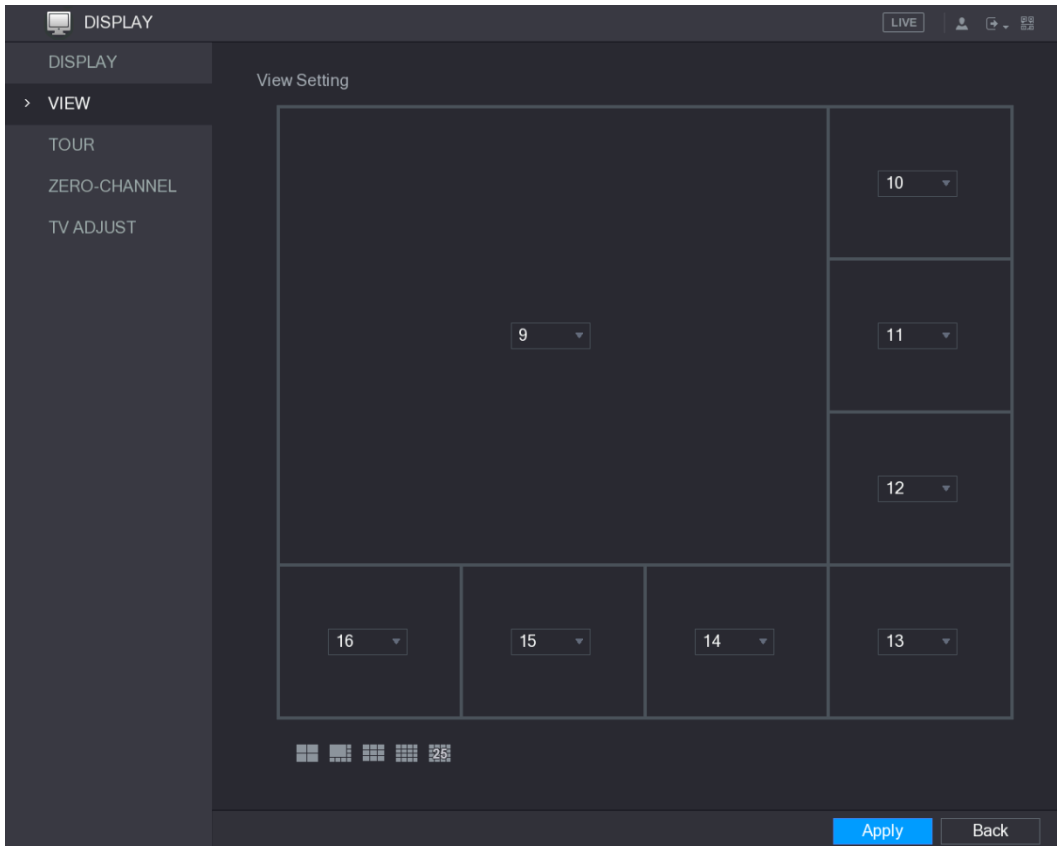 DISPLAY
LIVE
DISPLAY
VIEW
TOUR
ZERO-CHANNEL
TV ADJUST
View Setting
10
9
11
12
16
15
14
13
25
Apply
Back